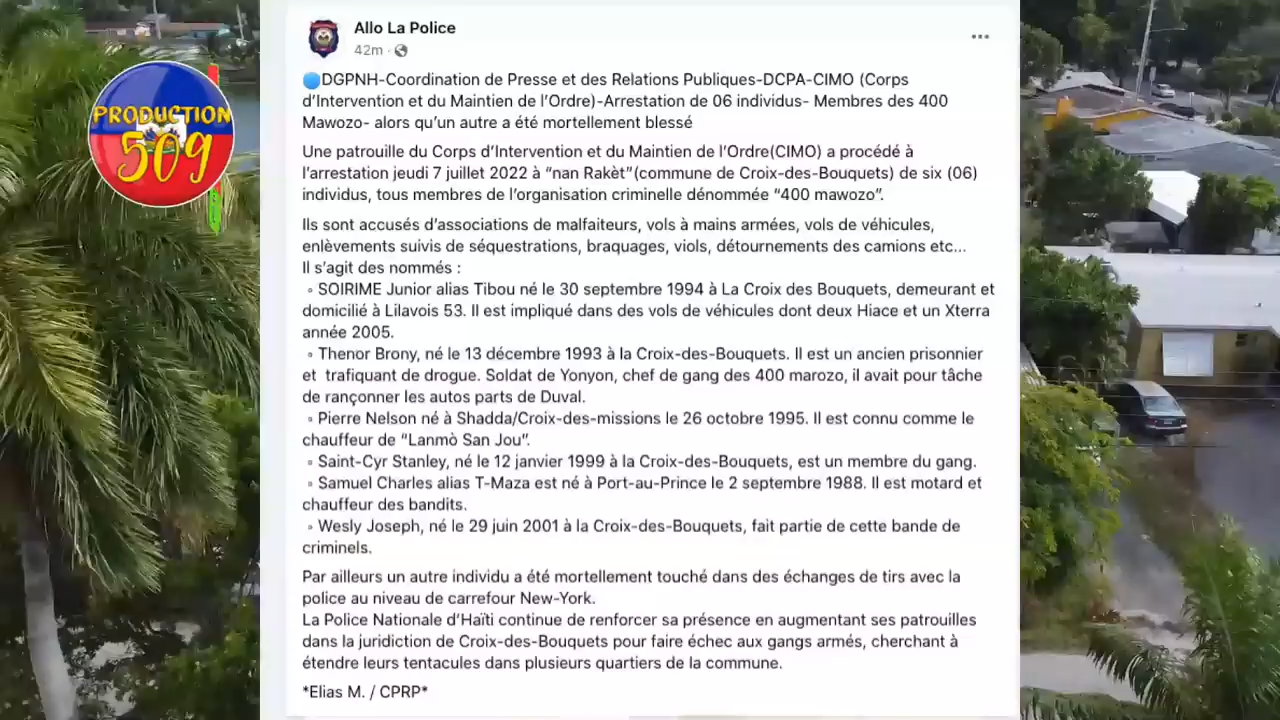 Allo La Police
42m ·
PRODUCTION
509
DGPNH-Coordination de Presse et des Relations Publiques-DCPA-CIMO (Corps
d’Intervention et du Maintien de l’Ordre)-Arrestation de 06 individus- Membres des 400
Mawozo- alors qu’un autre a été mortellement blessé
Une patrouille du Corps d’Intervention et du Maintien de l’Ordre(CIMO) a procédé à
l’arrestation jeudi 7 juillet 2022 à “nan Rakèt”(commune de Croix-des-Bouquets) de six (06)
individus, tous membres de l’organisation criminelle dénommée “400 mawozo”.
Ils sont accusés d’associations de malfaiteurs, vols à mains armées, vols de véhicules,
enlèvements suivis de séquestrations, braquages, viols, détournements des camions etc...
Il s’agit des nommés :
▫ SOIRIME Junior alias Tibou né le 30 septembre 1994 à La Croix des Bouquets, demeurant et
domicilié à Lilavois 53. Il est impliqué dans des vols de véhicules dont deux Hiace et un Xterra
année 2005.
▫ Thenor Brony, né le 13 décembre 1993 à la Croix-des-Bouquets. Il est un ancien prisonnier
et trafiquant de drogue. Soldat de Yonyon, chef de gang des 400 marozo, il avait pour tâche
de rançonner les autos parts de Duval.
▫ Pierre Nelson né à Shadda/Croix-des-missions le 26 octobre 1995. Il est connu comme le
chauffeur de “Lanmò San Jou”.
▫ Saint-Cyr Stanley, né le 12 janvier 1999 à la Croix-des-Bouquets, est un membre du gang.
▫ Samuel Charles alias T-Maza est né à Port-au-Prince le 2 septembre 1988. Il est motard et
chauffeur des bandits.
▫ Wesly Joseph, né le 29 juin 2001 à la Croix-des-Bouquets, fait partie de cette bande de
criminels.
Par ailleurs un autre individu a été mortellement touché dans des échanges de tirs avec la
police au niveau de carrefour New-York.
La Police Nationale d’Haïti continue de renforcer sa présence en augmentant ses patrouilles
dans la juridiction de Croix-des-Bouquets pour faire échec aux gangs armés, cherchant à
étendre leurs tentacules dans plusieurs quartiers de la commune.
*Elias M. / CPRP*